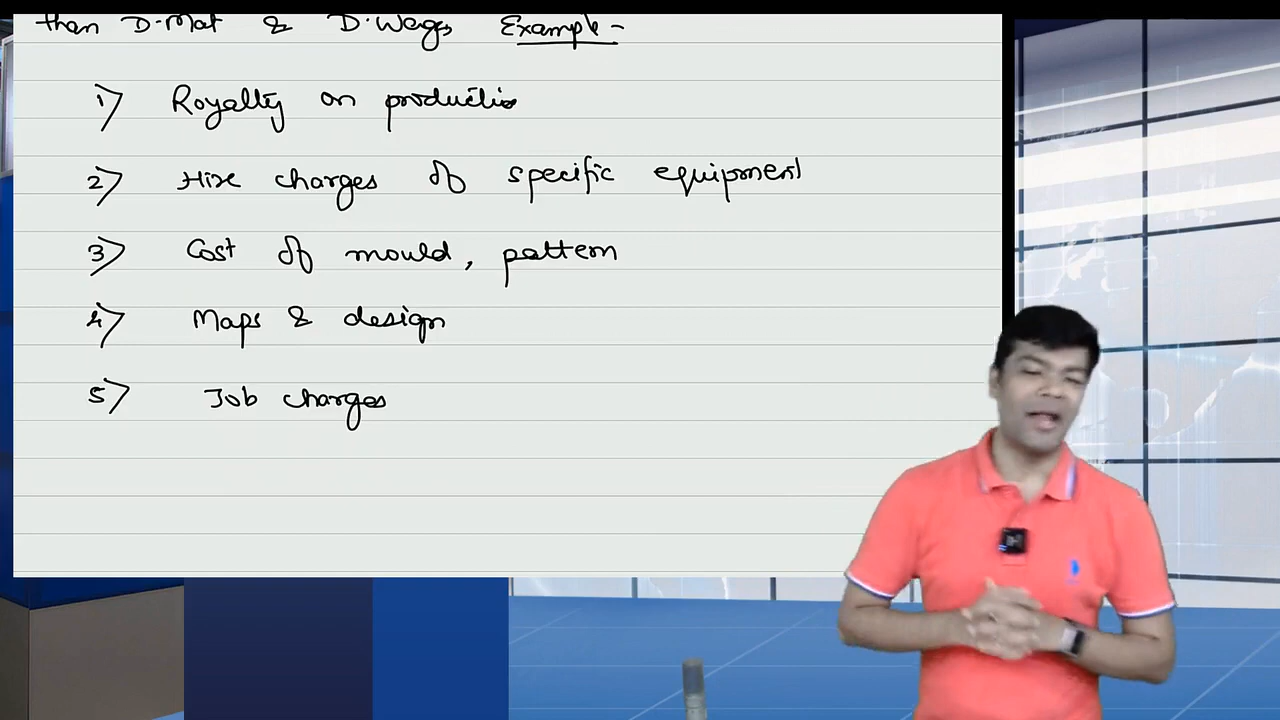 than D.Mat & D.Wages Example -
1) Royalty on production
2) Hire charges of specific equipment
3) Cost of mould, pattern
4) Maps & design
5) Job charges